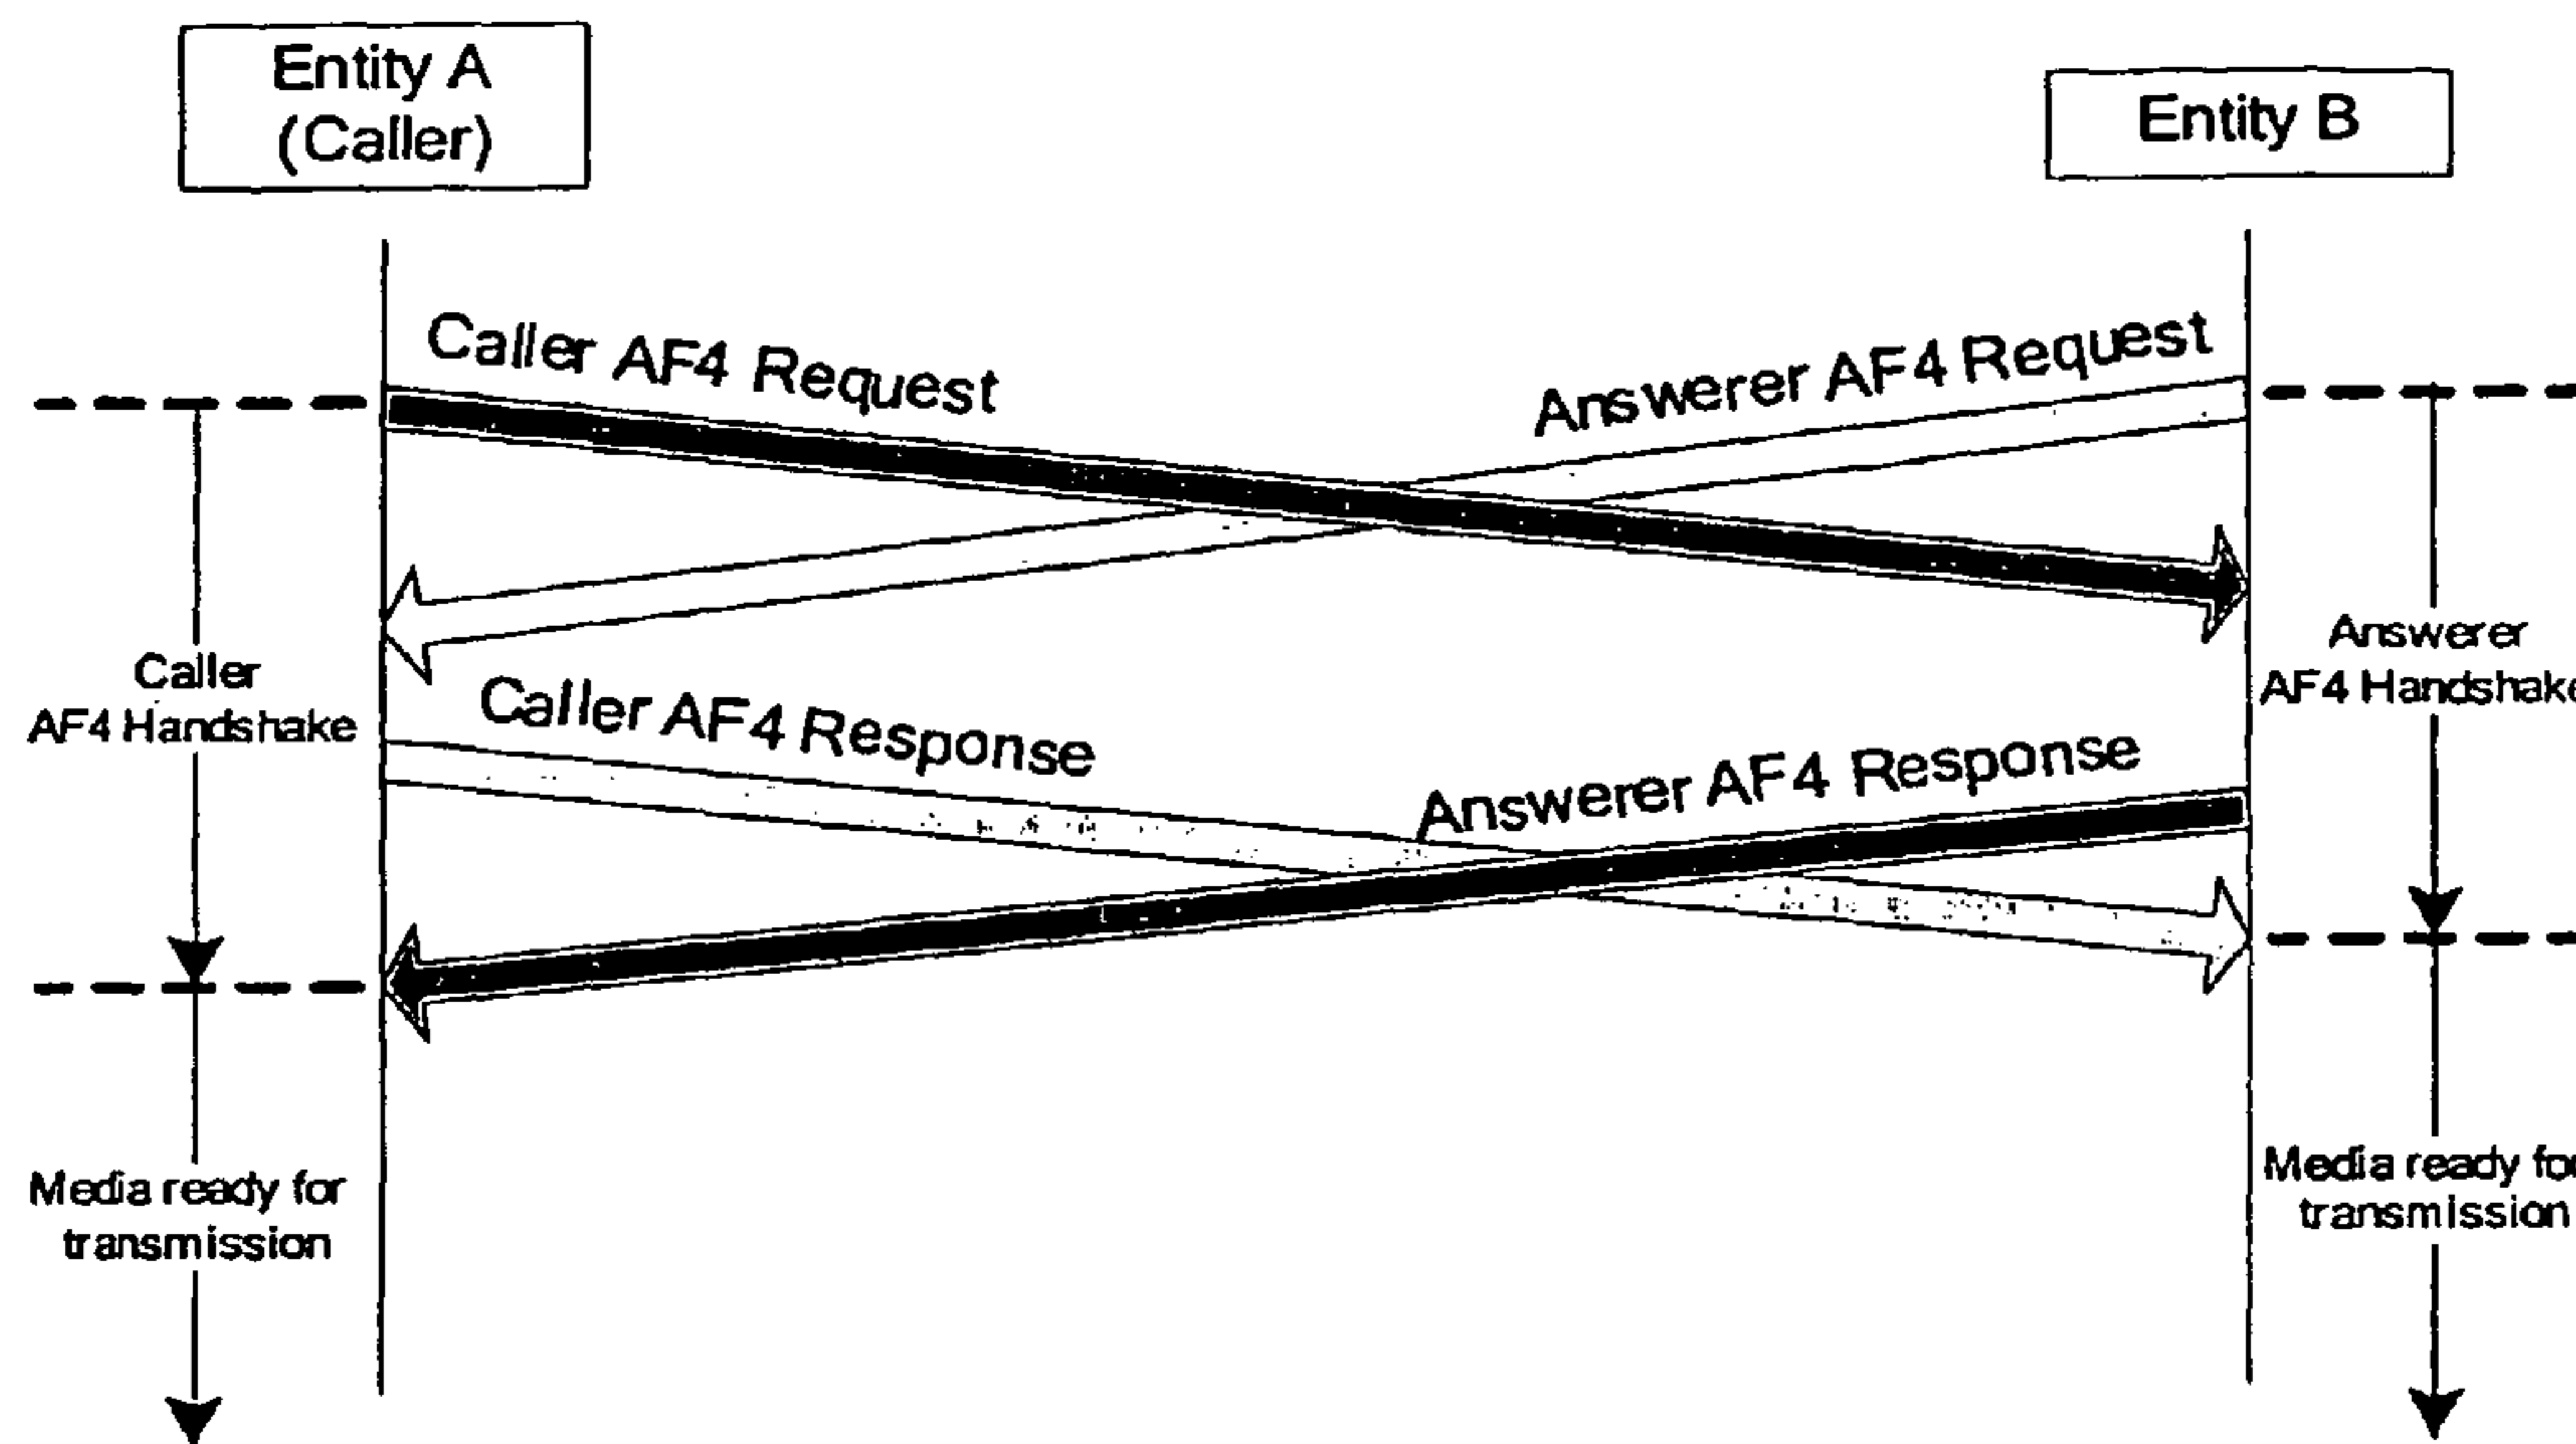 Entity A
(Caller)
Entity B
Caller AF4 Request
Answerer AF4 Request
Caller
AF4 Handshake
Answerer
AF4 Handshake
Caller AF4 Response
Answerer AF4 Response
Media ready for
transmission
Media ready for
transmission